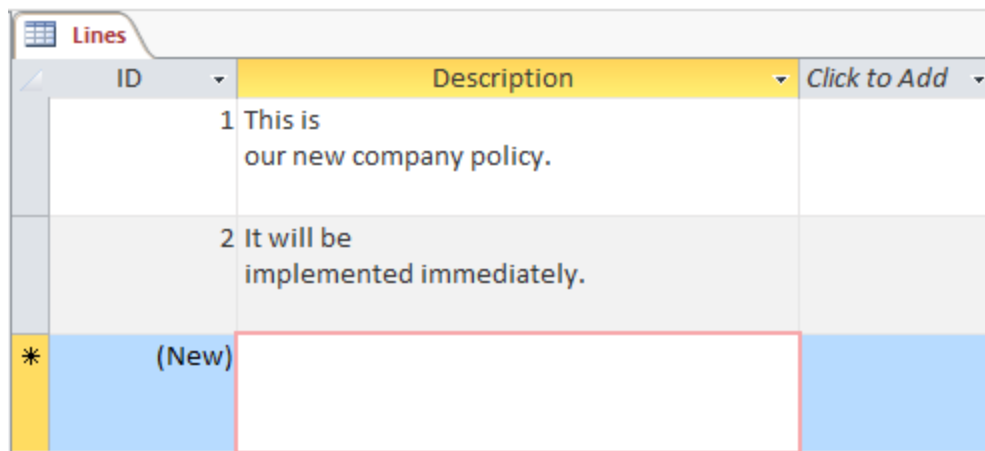 Lines
ID Description Click to Add
1 This is
our new company policy.
2 It will be
implemented immediately.
* (New)